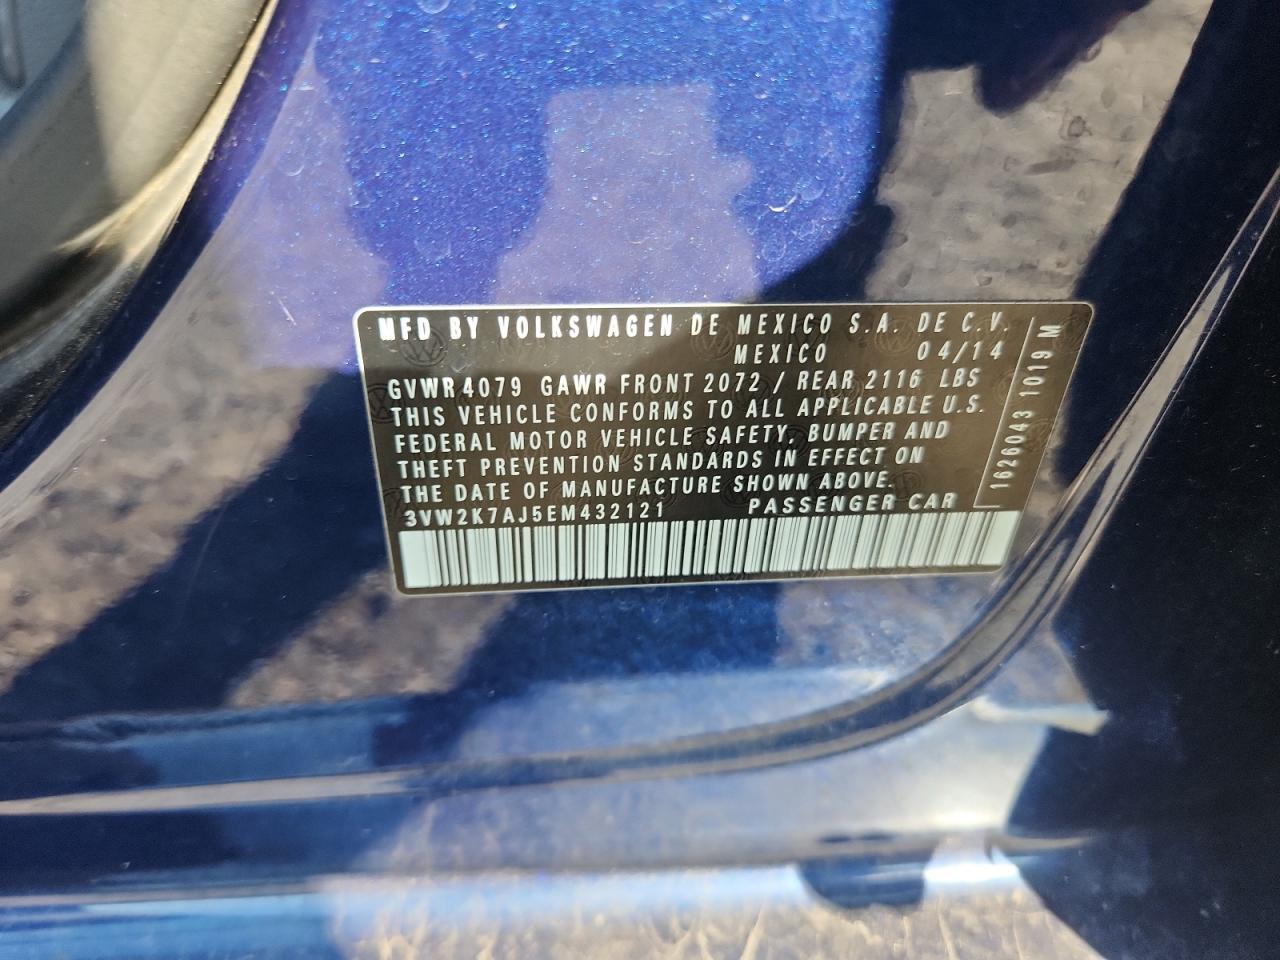 MFD BY VOLKSWAGEN DE MEXICO S.A. DE C.V.
MEXICO 04/14
GVWR 4079 GAWR FRONT 2072 / REAR 2116 LBS
THIS VEHICLE CONFORMS TO ALL APPLICABLE U.S.
FEDERAL MOTOR VEHICLE SAFETY, BUMPER AND
THEFT PREVENTION STANDARDS IN EFFECT ON
THE DATE OF MANUFACTURE SHOWN ABOVE.
3VW2K7AJ5EM432121 PASSENGER CAR
1626043 1019 M